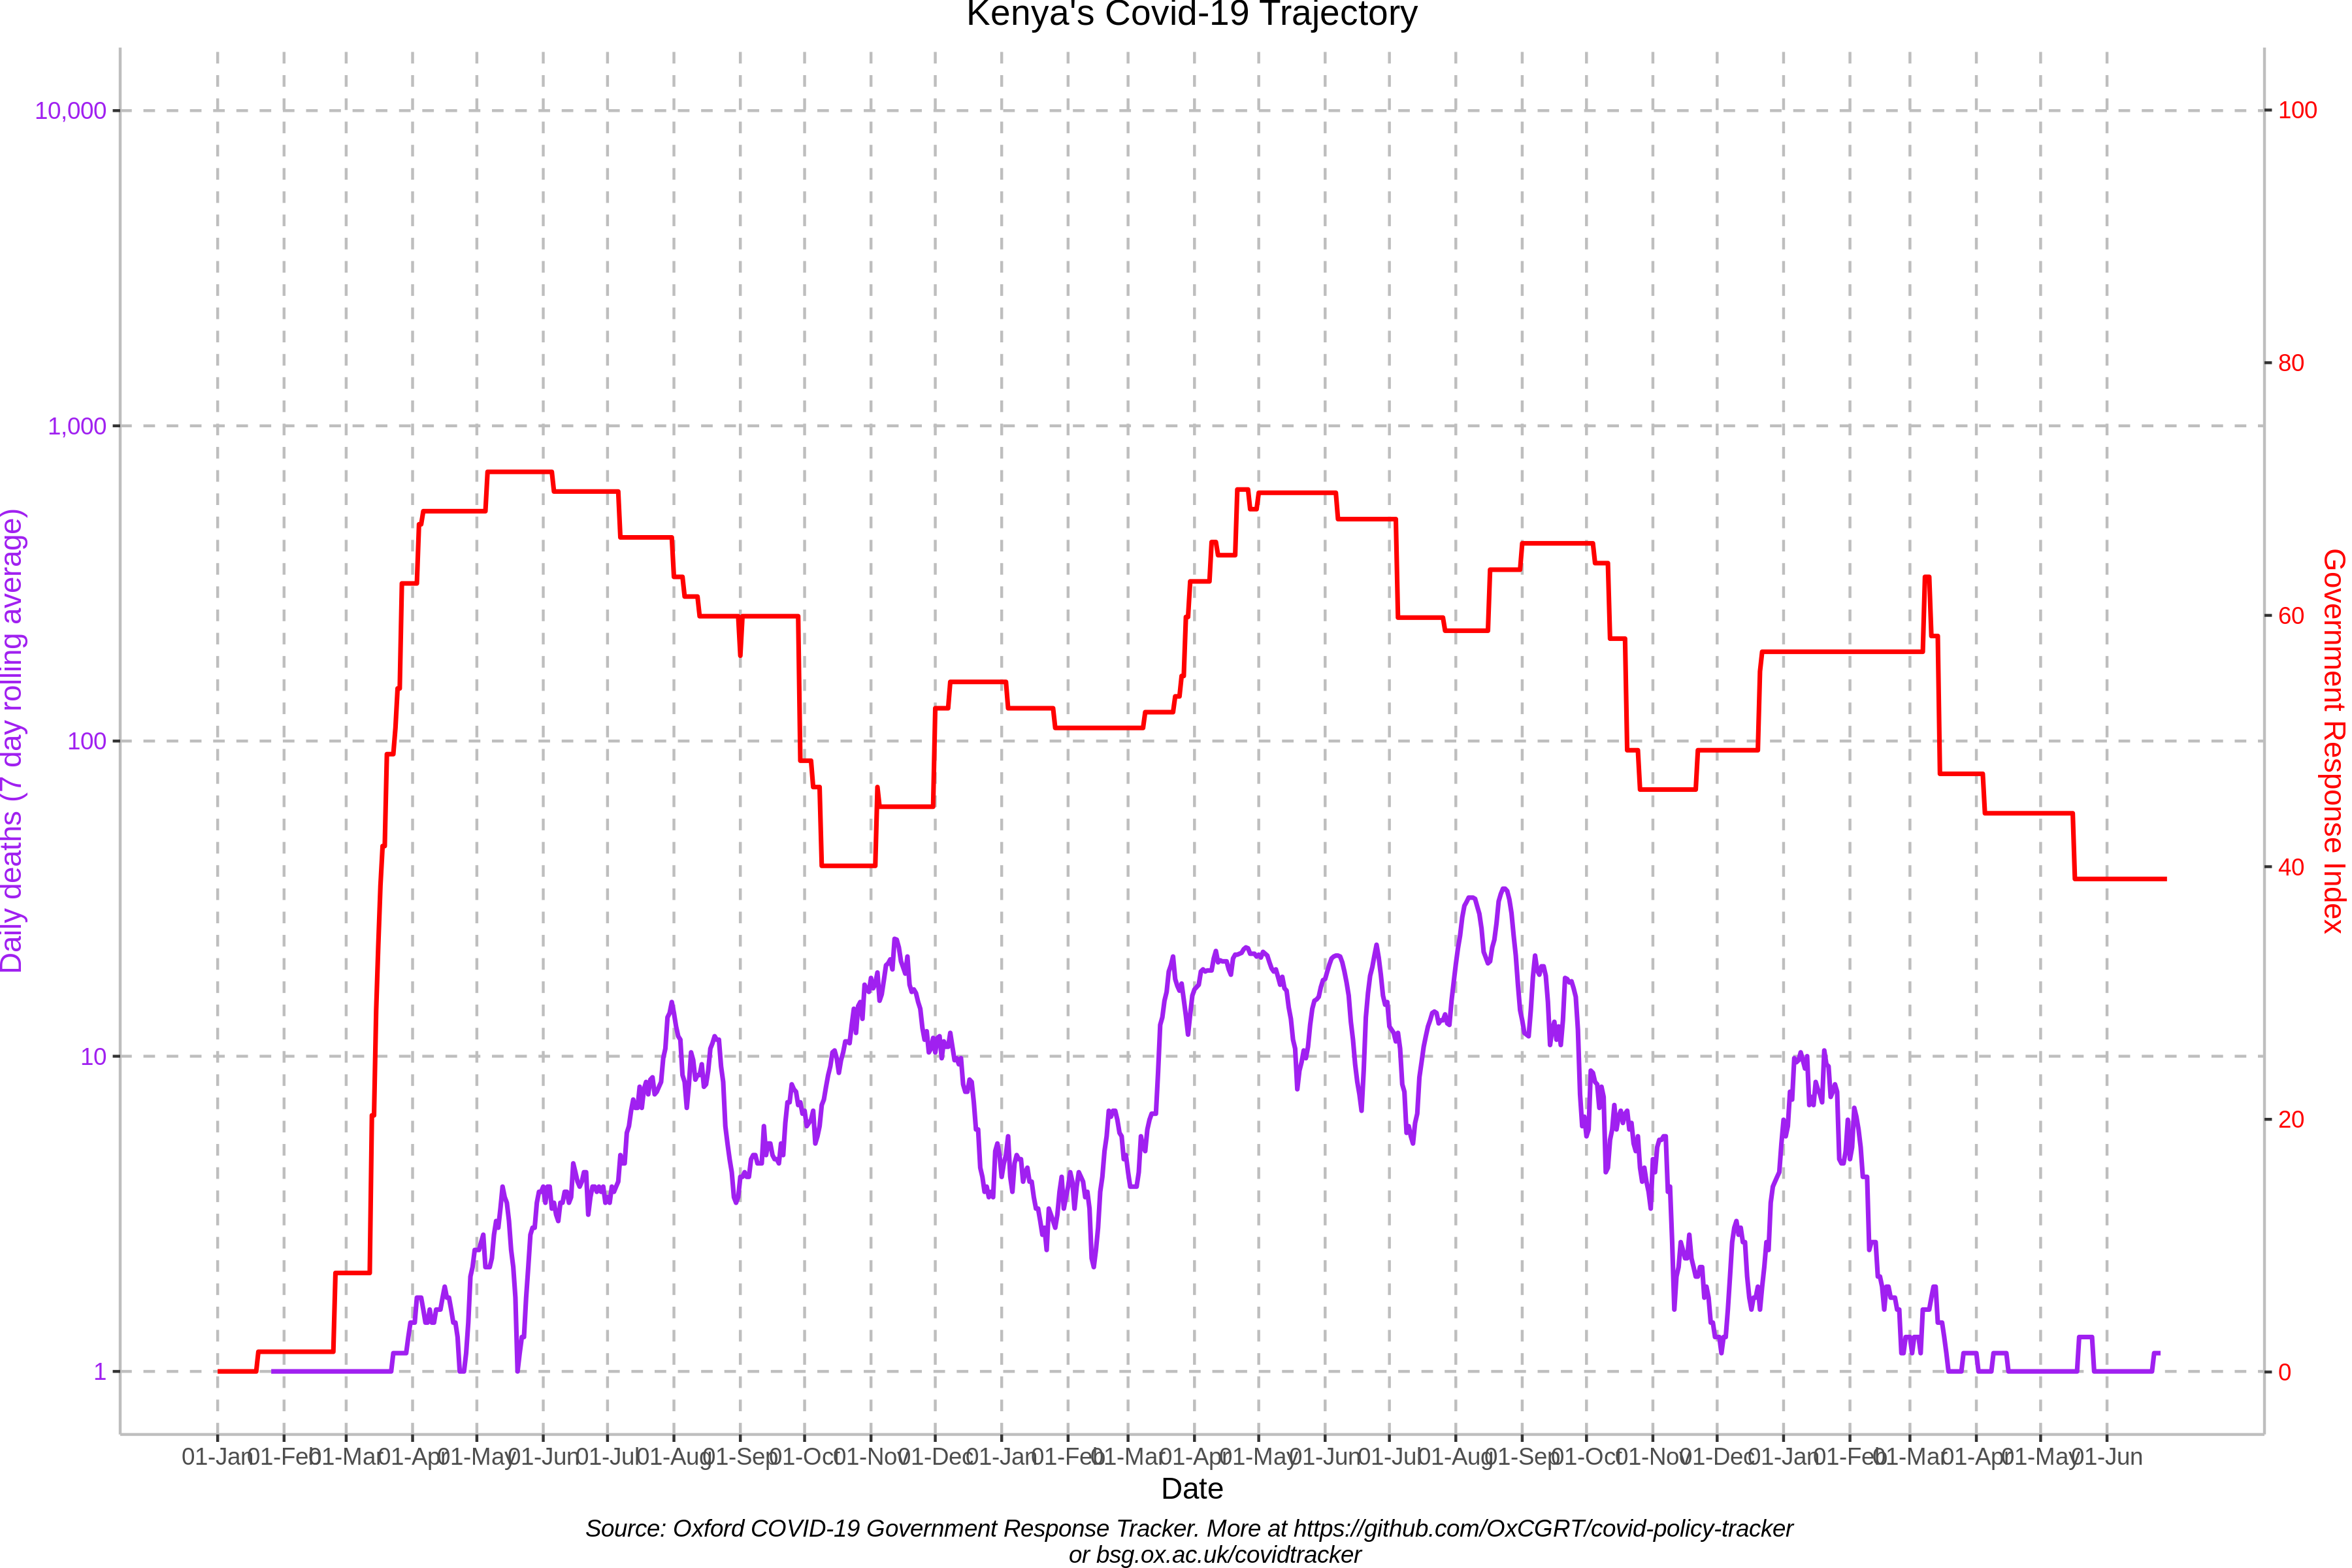 Kenya's Covid-19 Trajectory
10,000
1,000
100
10
1
Daily deaths (7 day rolling average)
100
80
60
40
20
0
Government Response Index
01-Jan 01-Feb 01-Mar 01-Apr 01-May 01-Jun 01-Jul 01-Aug 01-Sep 01-Oct 01-Nov 01-Dec 01-Jan 01-Feb 01-Mar 01-Apr 01-May 01-Jun 01-Jul 01-Aug 01-Sep 01-Oct 01-Nov 01-Dec 01-Jan 01-Feb 01-Mar 01-Apr 01-May 01-Jun
Date
Source: Oxford COVID-19 Government Response Tracker. More at https://github.com/OxCGRT/covid-policy-tracker
or bsg.ox.ac.uk/covidtracker